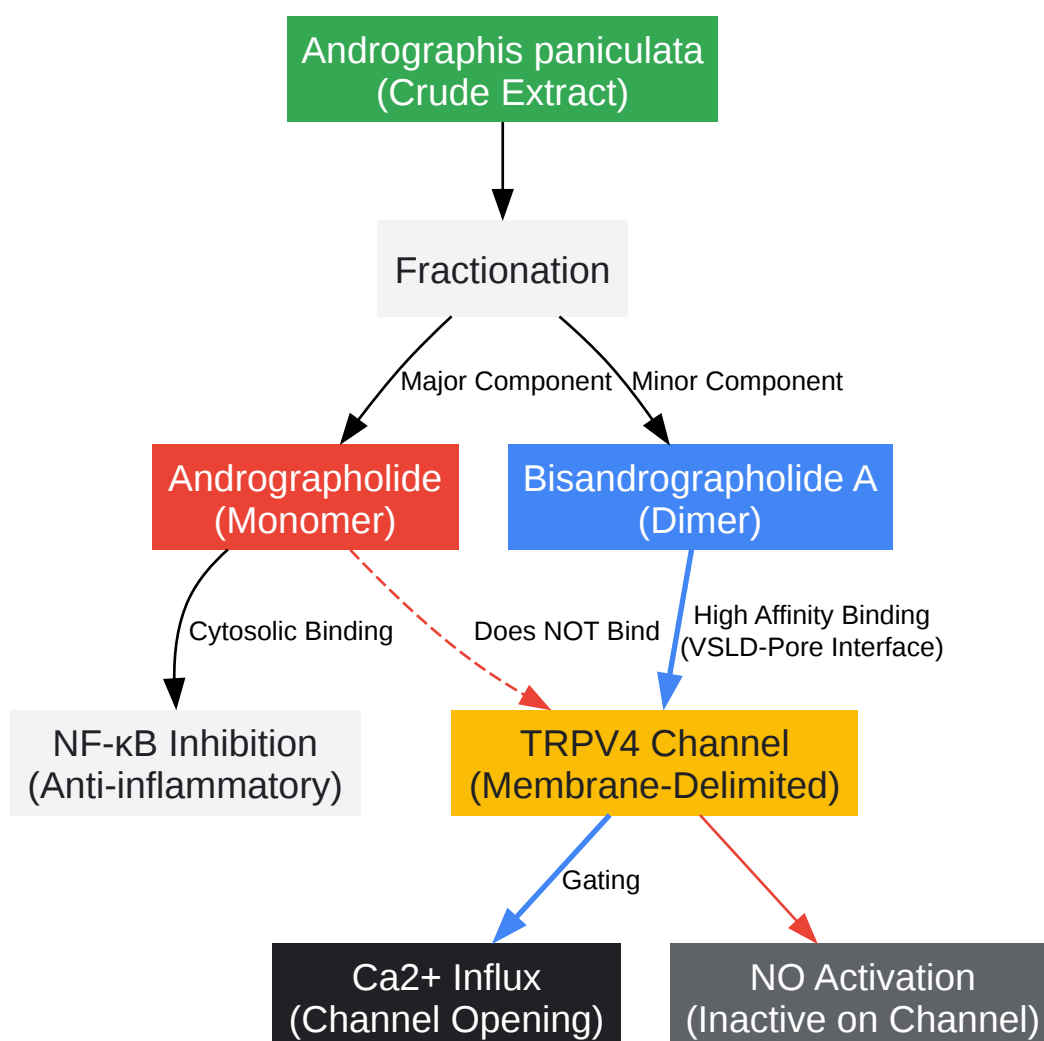 Andrographis paniculata
(Crude Extract)
Fractionation
Major Component
Minor Component
Andrographolide
(Monomer)
Bisandrographolide A
(Dimer)
Cytosolic Binding
Does NOT Bind
High Affinity Binding
(VSLD-Pore Interface)
NF-κB Inhibition
(Anti-inflammatory)
TRPV4 Channel
(Membrane-Delimited)
Gating
Ca2+ Influx
(Channel Opening)
NO Activation
(Inactive on Channel)